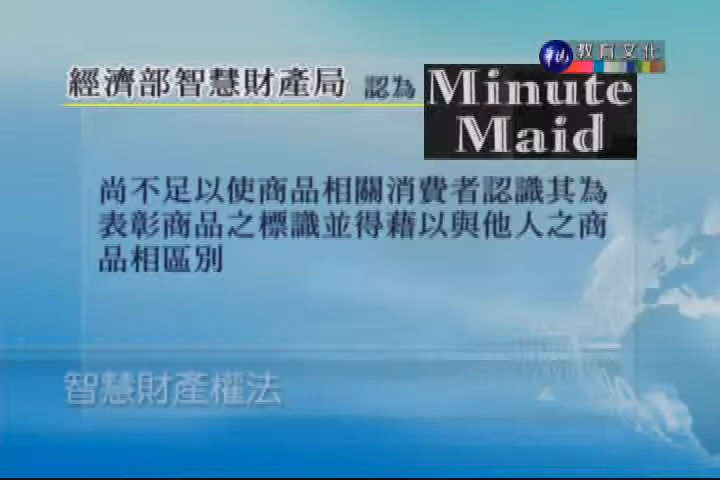 華視 教育文化
經濟部智慧財產局 認為 Minute
Maid
尚不足以使商品相關消費者認識其為
表彰商品之標識並得藉以與他人之商
品相區別
智慧財產權法